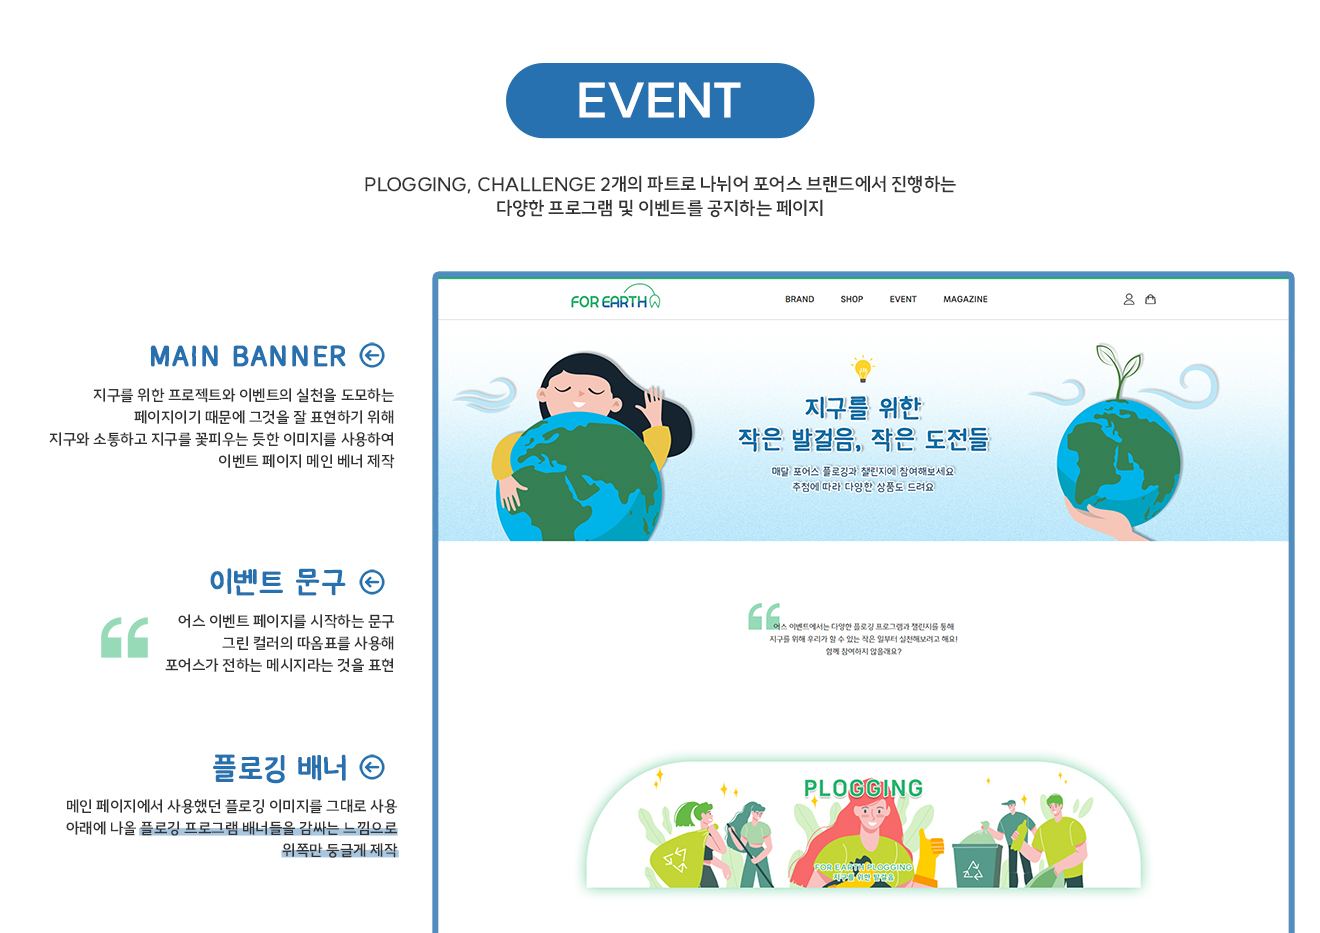 EVENT
PLOGGING, CHALLENGE 2개의 파트로 나뉘어 포어스 브랜드에서 진행하는
다양한 프로그램 및 이벤트를 공지하는 페이지
FOR EARTH
BRAND SHOP EVENT MAGAZINE
MAIN BANNER
지구를 위한 프로젝트와 이벤트의 실천을 도모하는
페이지이기 때문에 그것을 잘 표현하기 위해
지구와 소통하고 지구를 꽃피우는 듯한 이미지를 사용하여
이벤트 페이지 메인 베너 제작
지구를 위한
작은 발걸음, 작은 도전들
매달 포어스 플로깅과 챌린지에 참여해보세요
추첨에 따라 다양한 상품도 드려요
이벤트 문구
어스 이벤트 페이지를 시작하는 문구
그린 컬러의 따옴표를 사용해
포어스가 전하는 메시지라는 것을 표현
어스 이벤트에서는 다양한 플로깅 프로그램과 챌린지를 통해
지구를 위해 우리가 할 수 있는 작은 일부터 실천해보려고 해요!
함께 참여하지 않을래요?
플로깅 배너
메인 페이지에서 사용했던 플로깅 이미지를 그대로 사용
아래에 나올 플로깅 프로그램 배너들을 감싸는 느낌으로
위쪽만 둥글게 제작
PLOGGING
FOR EARTH PLOGGING
지구를 위한 발걸음